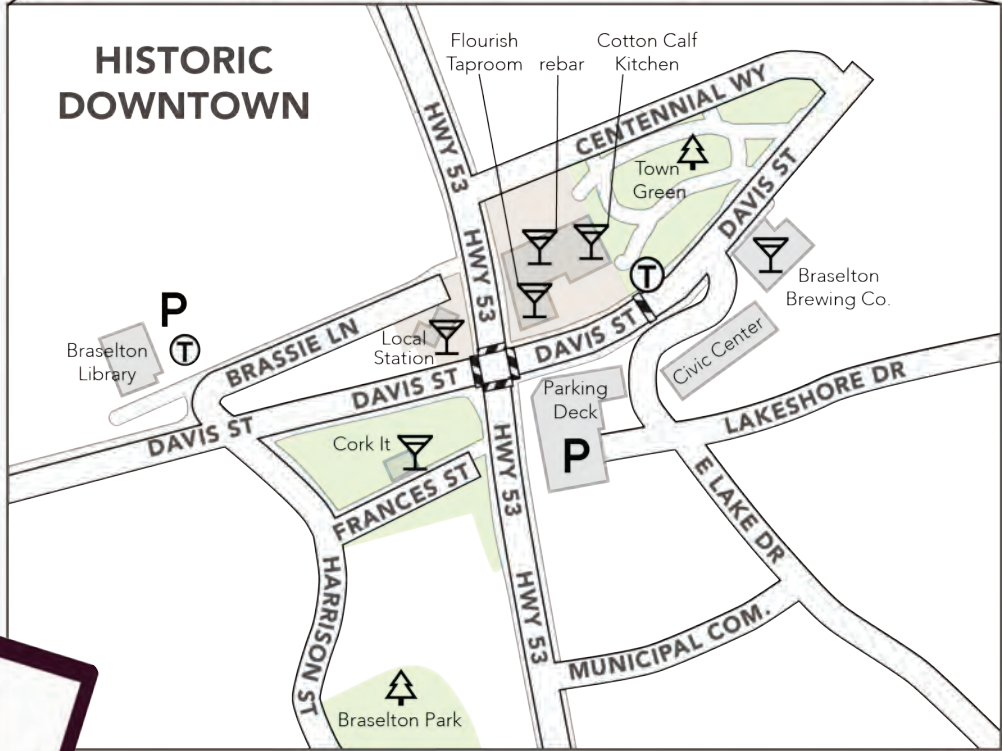 HISTORIC
DOWNTOWN
Flourish
Taproom
rebar
Cotton Calf
Kitchen
HWY 53
CENTENNIAL WY
Town
Green
DAVIS ST
HWY 53
T
Braselton
Brewing Co.
P
T
Braselton
Library
BRASSIE LN
Local
Station
DAVIS ST
DAVIS ST
Civic Center
Parking
Deck
P
LAKESHORE DR
DAVIS ST
Cork It
FRANCES ST
HWY 53
E LAKE DR
HARRISON ST
HWY 53
MUNICIPAL COM.
Braselton Park